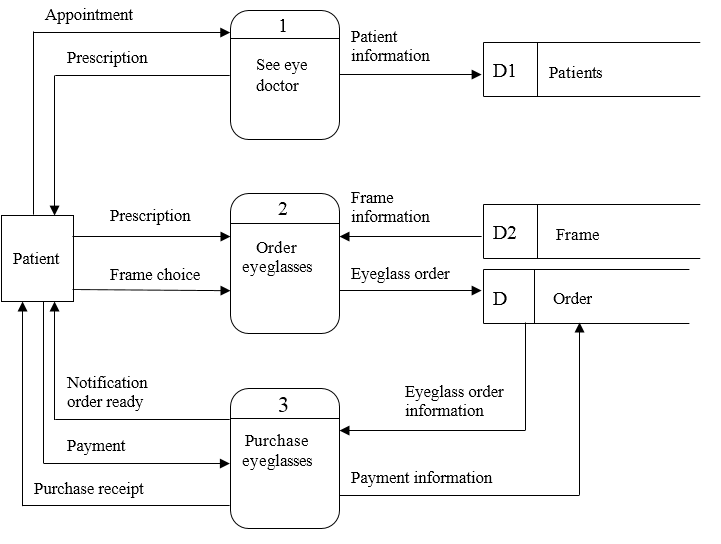 Appointment
1
Prescription
See eye
doctor
Patient
information
D1
Patients
Patient
Prescription
Frame choice
2
Order
eyeglasses
Frame
information
Eyeglass order
D2
Frame
D
Order
Notification
order ready
Payment
Purchase receipt
3
Purchase
eyeglasses
Eyeglass order
information
Payment information